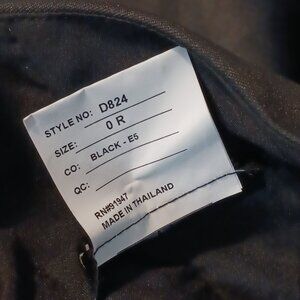 STYLE NO: D824
SIZE: 0 R
CO: BLACK - E5
QC:
RN#91947
MADE IN THAILAND